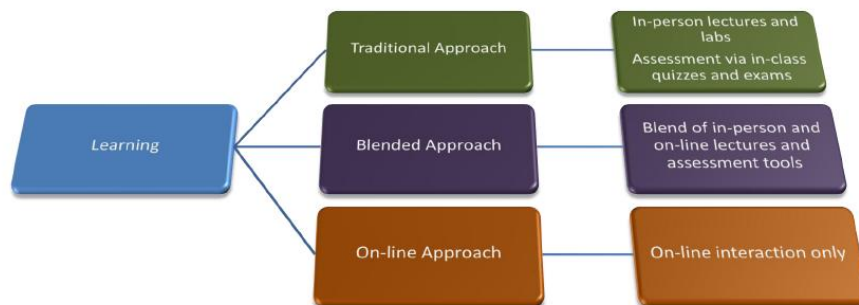 Learning
Traditional Approach
In-person lectures and
labs
Assessment via in-class
quizzes and exams
Blended Approach
Blend of in-person and
on-line lectures and
assessment tools
On-line Approach
On-line interaction only